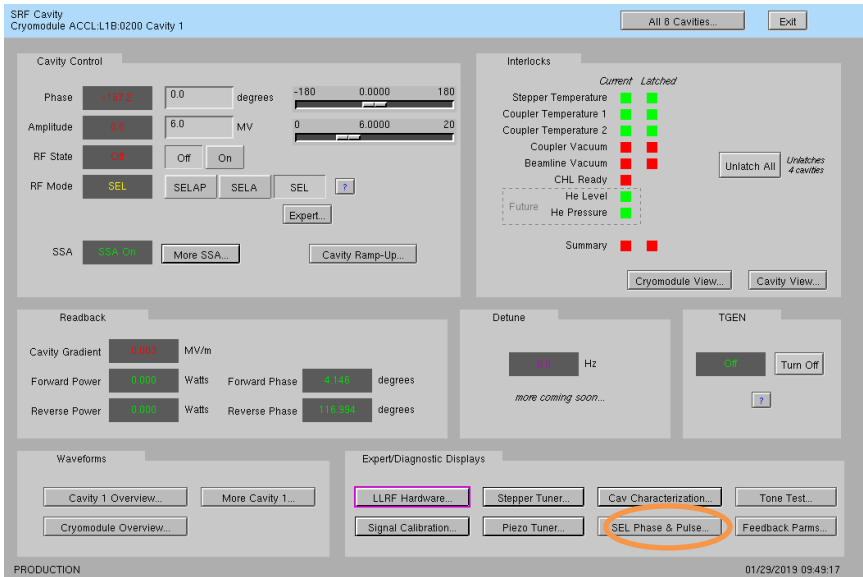 SRF Cavity
Cryomodule ACCL:L1B:0200 Cavity 1
All 8 Cavities...
Exit
Cavity Control
Phase
0.0
degrees
-180 0.0000 180
Amplitude
6.0
MV
0 6.0000 20
RF State
Off
Off
On
RF Mode
SEL
SELAP
SELA
SEL
?
Expert...
SSA
SSA On
More SSA...
Cavity Ramp-Up...
Interlocks
Current Latched
Stepper Temperature
Coupler Temperature 1
Coupler Temperature 2
Coupler Vacuum
Beamline Vacuum
CHL Ready
Future
He Level
He Pressure
Summary
Unlatch All
Unlatches
4 cavities
Cryomodule View...
Cavity View...
Readback
Cavity Gradient
MV/m
Forward Power
0.000
Watts
Forward Phase
4.146
degrees
Reverse Power
0.000
Watts
Reverse Phase
116.994
degrees
Detune
Hz
more coming soon...
TGEN
Off
Turn Off
?
Waveforms
Cavity 1 Overview...
More Cavity 1...
Cryomodule Overview...
Expert/Diagnostic Displays
LLRF Hardware...
Stepper Tuner...
Cav Characterization...
Tone Test...
Signal Calibration...
Piezo Tuner...
SEL Phase & Pulse...
Feedback Parms...
PRODUCTION
01/29/2019 09:49:17